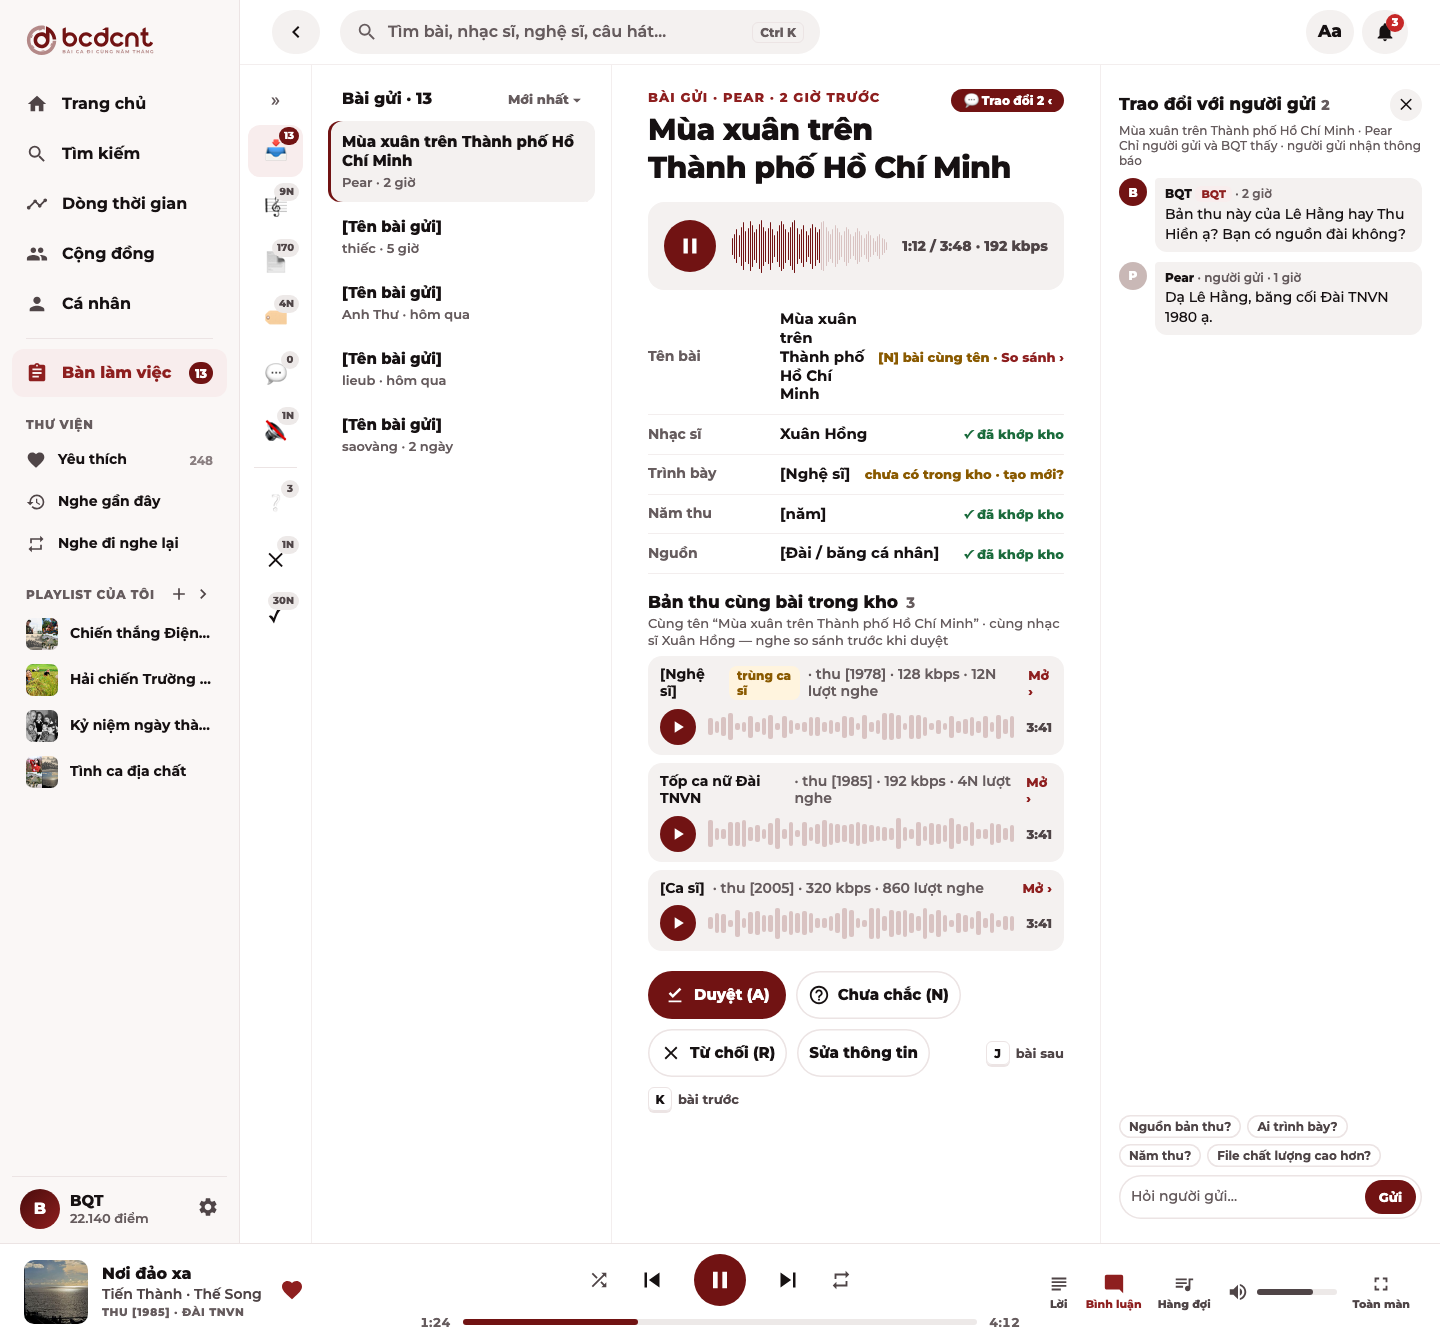 bcdcnt
BÀI CA ĐI CÙNG NĂM THÁNG
Trang chủ
Tìm kiếm
Dòng thời gian
Cộng đồng
Cá nhân
Bàn làm việc 13
THƯ VIỆN
Yêu thích 248
Nghe gần đây
Nghe đi nghe lại
PLAYLIST CỦA TÔI
Chiến thắng Điện...
Hải chiến Trường ...
Kỷ niệm ngày thà...
Tình ca địa chất
B BQT
22.140 điểm
Tìm bài, nhạc sĩ, nghệ sĩ, câu hát... Ctrl K
Aa 3
»
13
9N
170
4N
0
1N
3
1N
30N
Bài gửi · 13 Mới nhất
Mùa xuân trên Thành phố Hồ
Chí Minh
Pear · 2 giờ
[Tên bài gửi]
thiếc · 5 giờ
[Tên bài gửi]
Anh Thư · hôm qua
[Tên bài gửi]
lieub · hôm qua
[Tên bài gửi]
saovàng · 2 ngày
BÀI GỬI · PEAR · 2 GIỜ TRƯỚC
Trao đổi 2 ‹
Mùa xuân trên
Thành phố Hồ Chí Minh
1:12 / 3:48 · 192 kbps
Tên bài
Mùa xuân
trên
Thành phố
Hồ Chí
Minh
[N] bài cùng tên · So sánh ›
Nhạc sĩ Xuân Hồng ✓ đã khớp kho
Trình bày [Nghệ sĩ] chưa có trong kho · tạo mới?
Năm thu [năm] ✓ đã khớp kho
Nguồn [Đài / băng cá nhân] ✓ đã khớp kho
Bản thu cùng bài trong kho 3
Cùng tên “Mùa xuân trên Thành phố Hồ Chí Minh” · cùng nhạc
sĩ Xuân Hồng — nghe so sánh trước khi duyệt
[Nghệ
sĩ]
trùng ca
sĩ
· thu [1978] · 128 kbps · 12N
lượt nghe
Mở
›
3:41
Tốp ca nữ Đài
TNVN
· thu [1985] · 192 kbps · 4N lượt
nghe
Mở
›
3:41
[Ca sĩ] · thu [2005] · 320 kbps · 860 lượt nghe Mở ›
3:41
Duyệt (A) Chưa chắc (N)
Từ chối (R) Sửa thông tin J bài sau
K bài trước
Trao đổi với người gửi 2
Mùa xuân trên Thành phố Hồ Chí Minh · Pear
Chỉ người gửi và BQT thấy · người gửi nhận thông
báo
B BQT BQT · 2 giờ
Bản thu này của Lê Hằng hay Thu
Hiền ạ? Bạn có nguồn đài không?
P Pear · người gửi · 1 giờ
Dạ Lê Hằng, băng cối Đài TNVN
1980 ạ.
Nguồn bản thu? Ai trình bày?
Năm thu? File chất lượng cao hơn?
Hỏi người gửi... Gửi
Nơi đảo xa
Tiến Thành · Thế Song
THU [1985] · ĐÀI TNVN
1:24 4:12
Lời Bình luận Hàng đợi Toàn màn